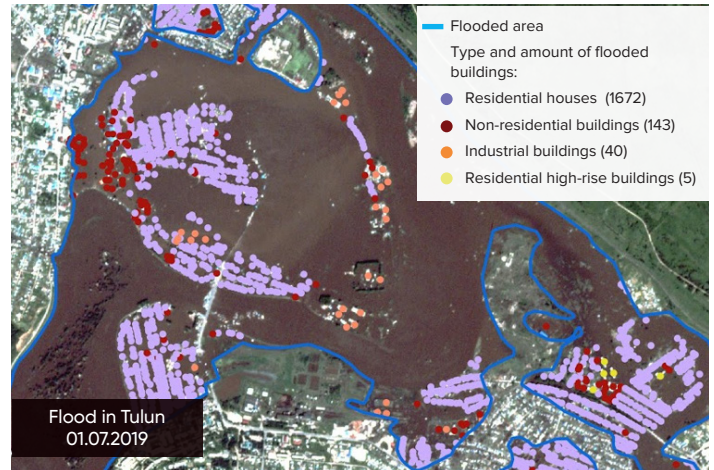 Flooded area
Type and amount of flooded
buildings:
Residential houses (1672)
Non-residential buildings (143)
Industrial buildings (40)
Residential high-rise buildings (5)
Flood in Tulun
01.07.2019